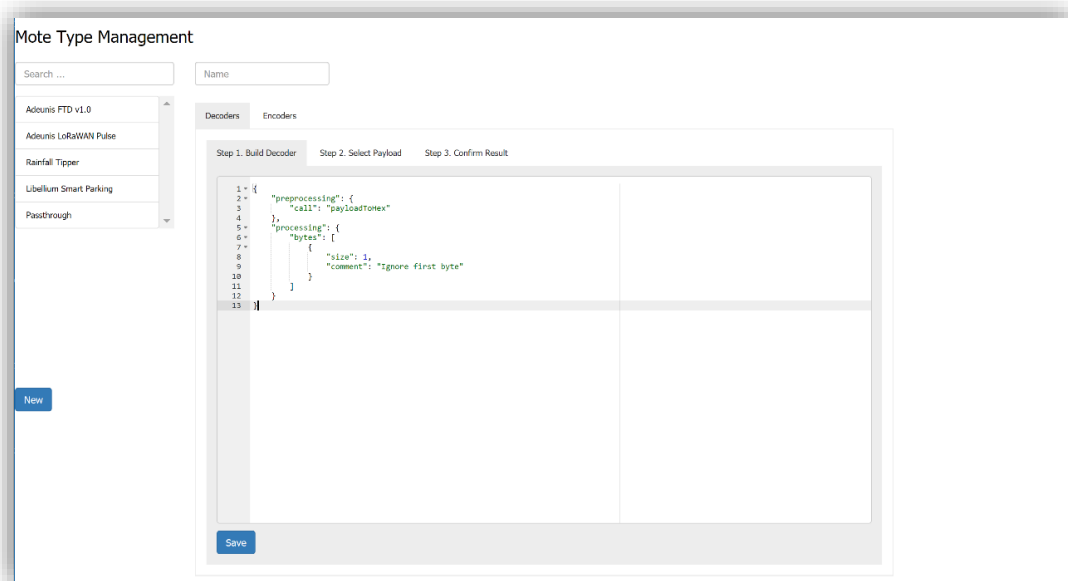 Mote Type Management
Search ...
Name
Adeunis FTD v1.0
Adeunis LoRaWAN Pulse
Rainfall Tipper
Libellium Smart Parking
Passthrough
New
Decoders Encoders
Step 1. Build Decoder Step 2. Select Payload Step 3. Confirm Result
1 {
2 "preprocessing": {
3 "call": "payloadToHex"
4 },
5 "processing": {
6 "bytes": [
7 {
8 "size": 1,
9 "comment": "Ignore first byte"
10 }
11 ]
12 }
13 }
Save